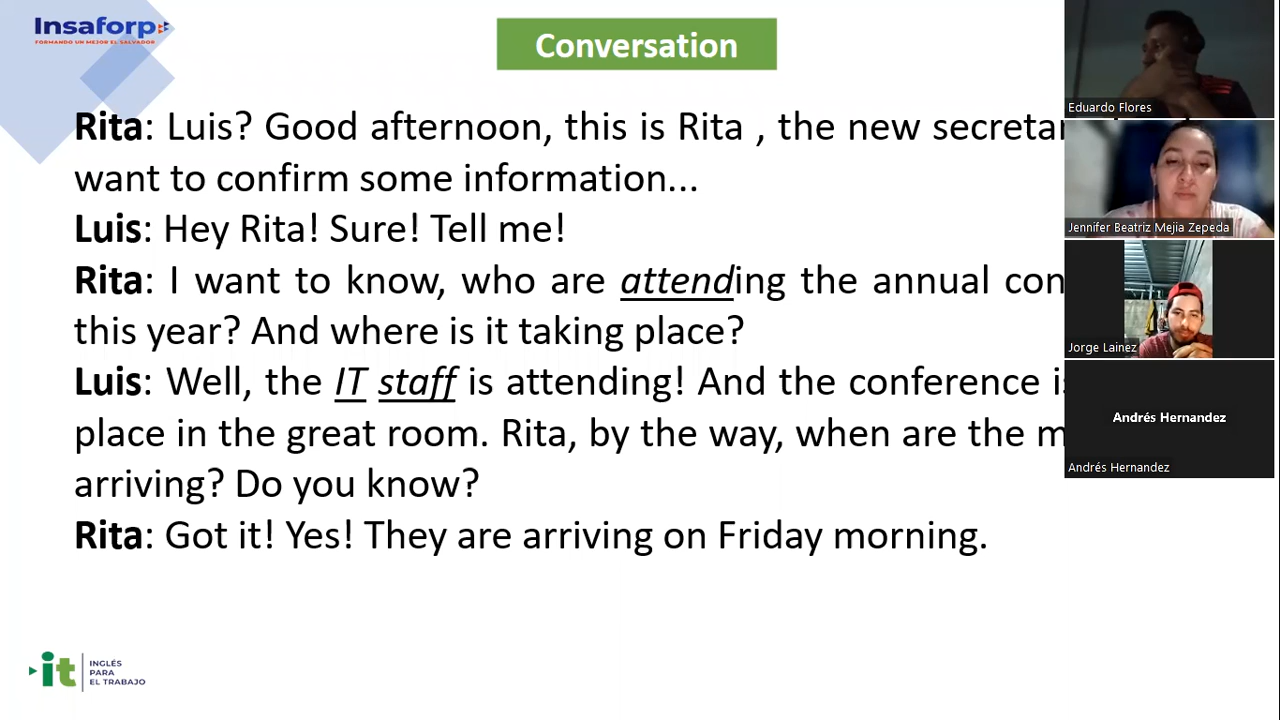 Insaforp
FORMANDO UN MEJOR EL SALVADOR
Conversation
Rita: Luis? Good afternoon, this is Rita , the new
want to confirm some information...
Luis: Hey Rita! Sure! Tell me!
Rita: I want to know, who are attending the annual
this year? And where is it taking place?
Luis: Well, the IT staff is attending! And the conference
place in the great room. Rita, by the way, when are the
arriving? Do you know?
Rita: Got it! Yes! They are arriving on Friday morning.
Eduardo Flores
Jennifer Beatriz Mejia Zepeda
Jorge Lainez
Andrés Hernandez
Andrés Hernandez
it
INGLÉS
PARA
EL TRABAJO